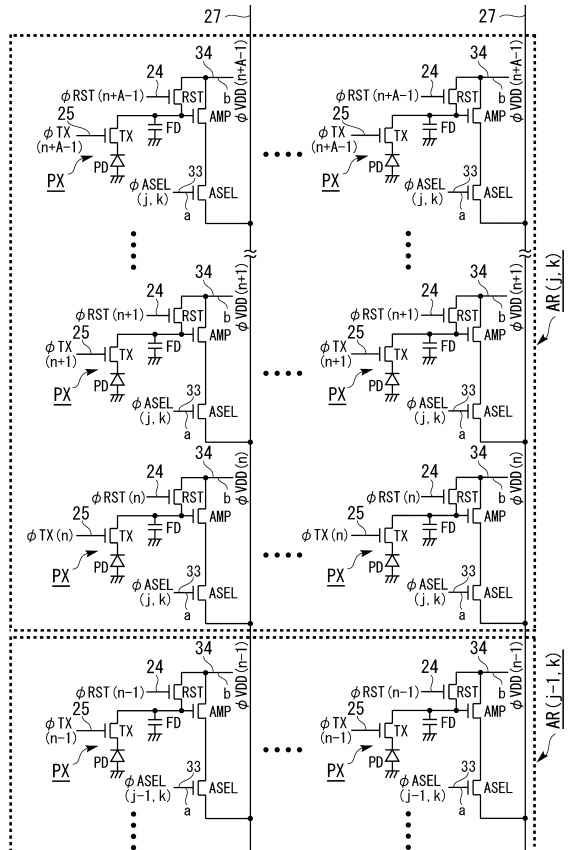 27 27
34 34
24 24
φRST(n+A-1) RST b φVDD(n+A-1) φRST(n+A-1) RST b φVDD(n+A-1)
25 AMP 25 AMP
φTX FD φTX FD
(n+A-1) TX (n+A-1) TX
PX PD PX PD
33 33
φASEL ASEL φASEL ASEL
(j,k) a (j,k) a
AR(j,k)
34 34
24 24
φRST(n+1) RST b φVDD(n+1) φRST(n+1) RST b φVDD(n+1)
25 AMP 25 AMP
φTX FD φTX FD
(n+1) TX (n+1) TX
PX PD PX PD
33 33
φASEL ASEL φASEL ASEL
(j,k) a (j,k) a
34 34
24 24
φRST(n) RST b φVDD(n) φRST(n) RST b φVDD(n)
25 AMP 25 AMP
FD FD
φTX(n) TX φTX(n) TX
PX PD PX PD
33 33
φASEL ASEL φASEL ASEL
(j,k) a (j,k) a
34 34
24 24
φRST(n-1) RST b φVDD(n-1) φRST(n-1) RST b φVDD(n-1)
25 AMP 25 AMP
φTX FD φTX FD
(n-1) TX (n-1) TX
AR(j-1,k)
PX PD PX PD
33 33
φASEL ASEL φASEL ASEL
(j-1,k) a (j-1,k) a